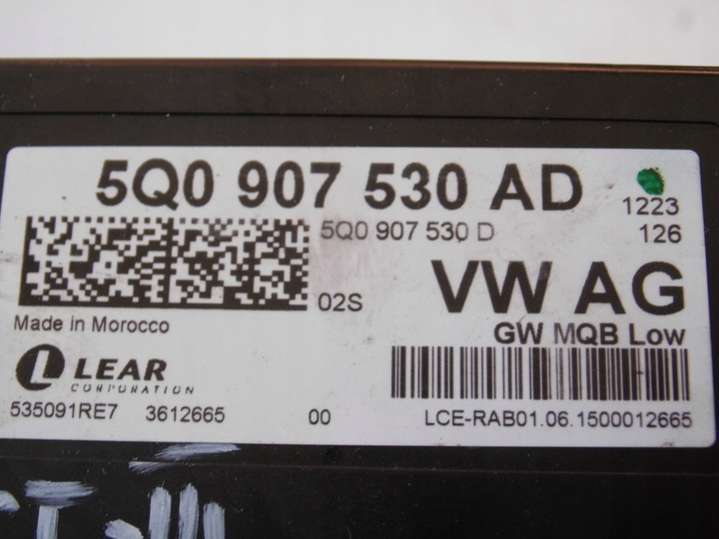 5Q0 907 530 AD
1223
5Q0 907 530 D
126
02S
VW AG
Made in Morocco
GW MQB Low
LEAR
CORPORATION
535091RE7 3612665 00 LCE-RAB01.06.1500012665